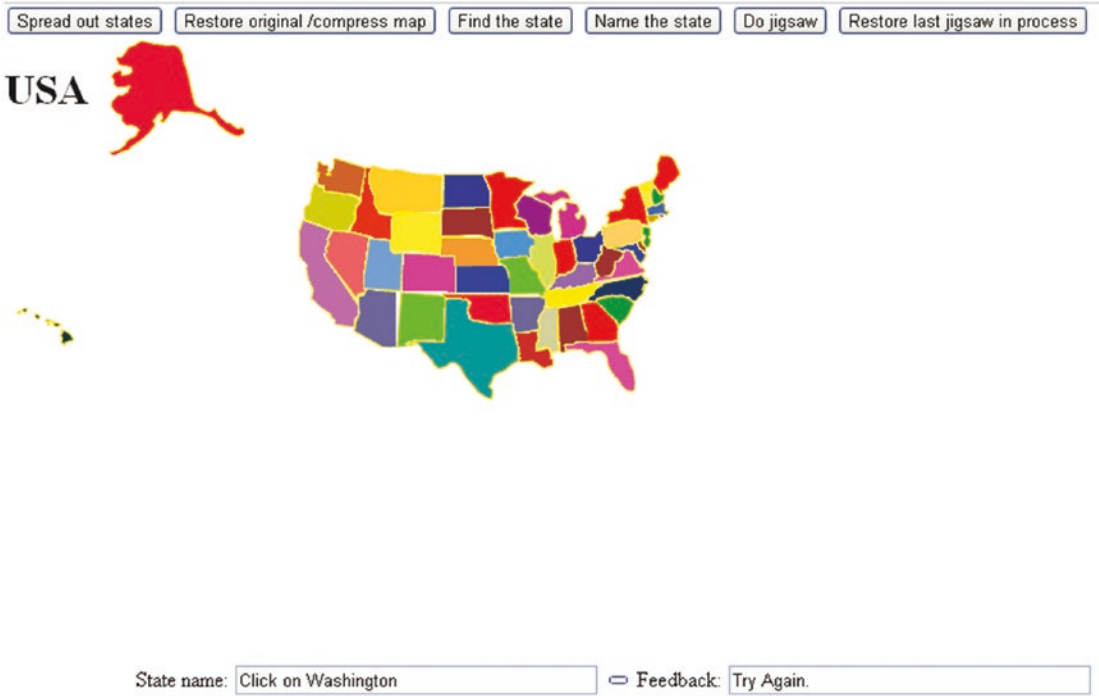 Spread out states Restore original /compress map Find the state Name the state Do jigsaw Restore last jigsaw in process
USA
State name: Click on Washington Feedback: Try Again.